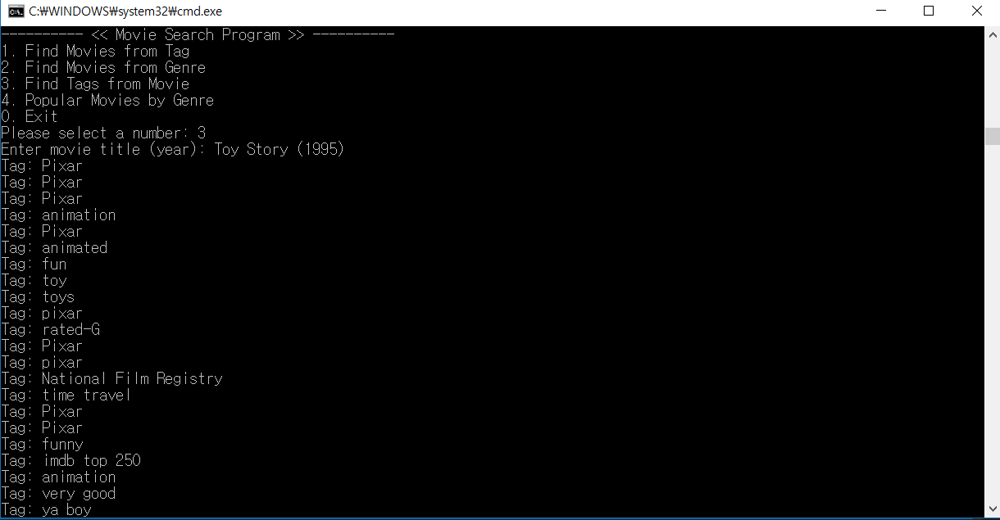 C:₩WINDOWS₩system32₩cmd.exe
---------- << Movie Search Program >> ----------
1. Find Movies from Tag
2. Find Movies from Genre
3. Find Tags from Movie
4. Popular Movies by Genre
0. Exit
Please select a number: 3
Enter movie title (year): Toy Story (1995)
Tag: Pixar
Tag: Pixar
Tag: Pixar
Tag: animation
Tag: Pixar
Tag: animated
Tag: fun
Tag: toy
Tag: toys
Tag: pixar
Tag: rated-G
Tag: Pixar
Tag: pixar
Tag: National Film Registry
Tag: time travel
Tag: Pixar
Tag: Pixar
Tag: funny
Tag: imdb top 250
Tag: animation
Tag: very good
Tag: ya boy